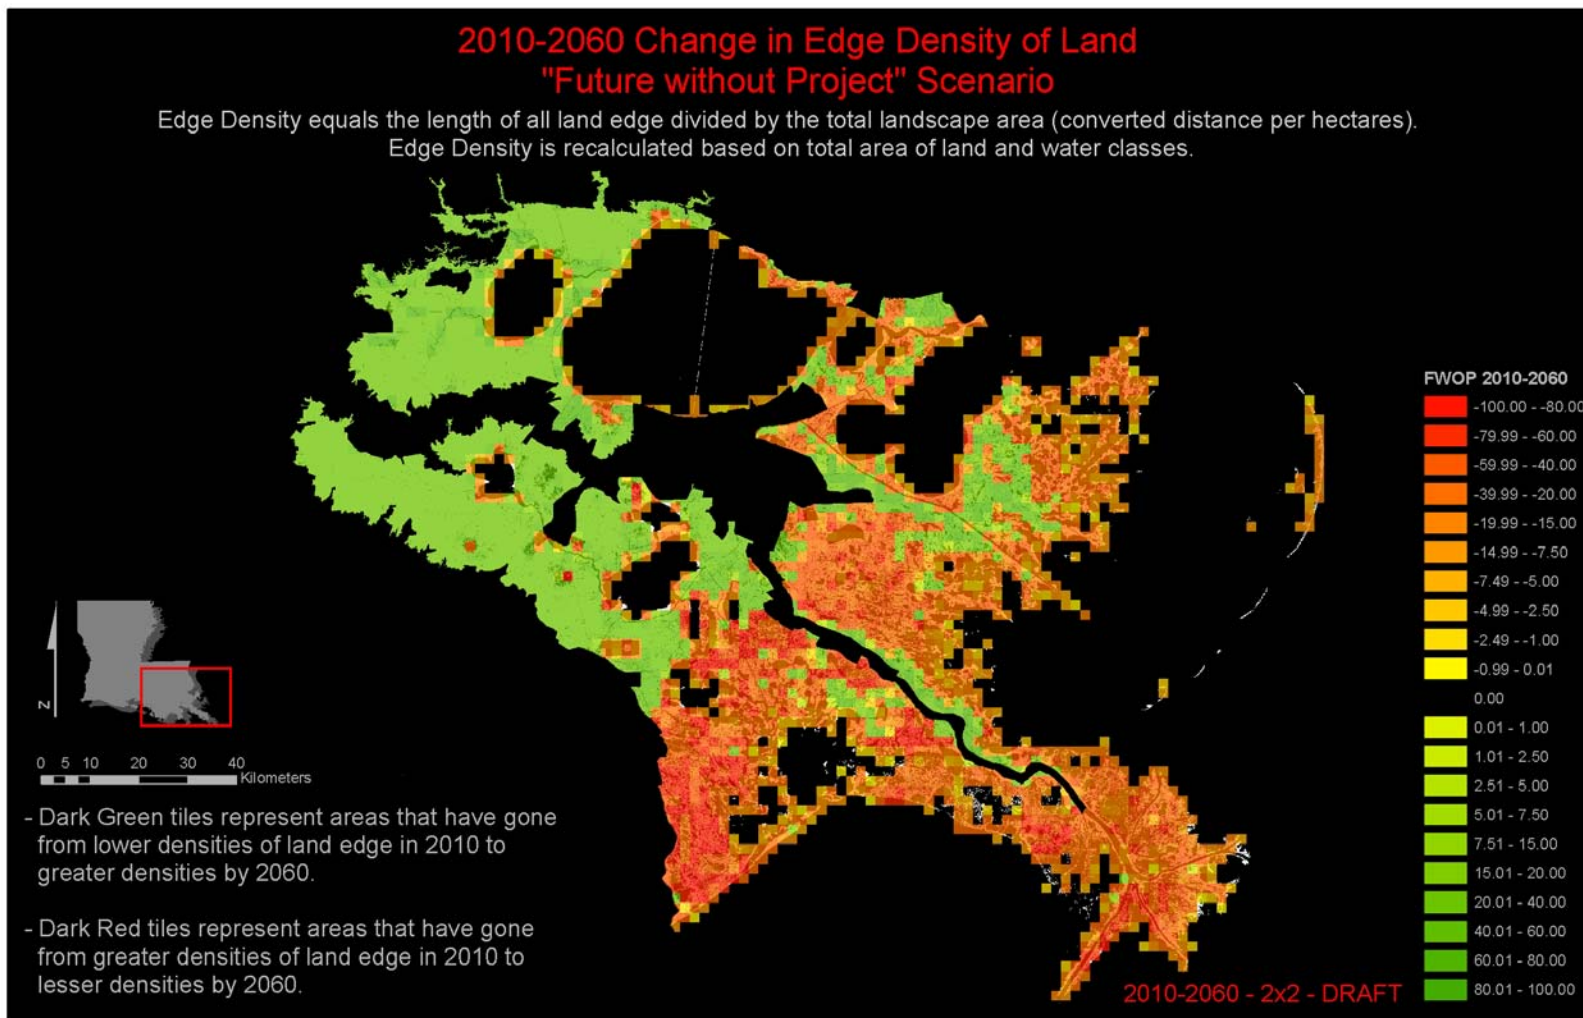 2010-2060 Change in Edge Density of Land
"Future without Project" Scenario
Edge Density equals the length of all land edge divided by the total landscape area (converted distance per hectares).
Edge Density is recalculated based on total area of land and water classes.
FWOP 2010-2060
-100.00 - -80.00
-79.99 - -60.00
-59.99 - -40.00
-39.99 - -20.00
-19.99 - -15.00
-14.99 - -7.50
-7.49 - -5.00
-4.99 - -2.50
-2.49 - -1.00
-0.99 - 0.01
0.00
0.01 - 1.00
1.01 - 2.50
2.51 - 5.00
5.01 - 7.50
7.51 - 15.00
15.01 - 20.00
20.01 - 40.00
40.01 - 60.00
60.01 - 80.00
80.01 - 100.00
N
0 5 10 20 30 40
Kilometers
- Dark Green tiles represent areas that have gone
from lower densities of land edge in 2010 to
greater densities by 2060.
- Dark Red tiles represent areas that have gone
from greater densities of land edge in 2010 to
lesser densities by 2060.
2010-2060 - 2x2 - DRAFT